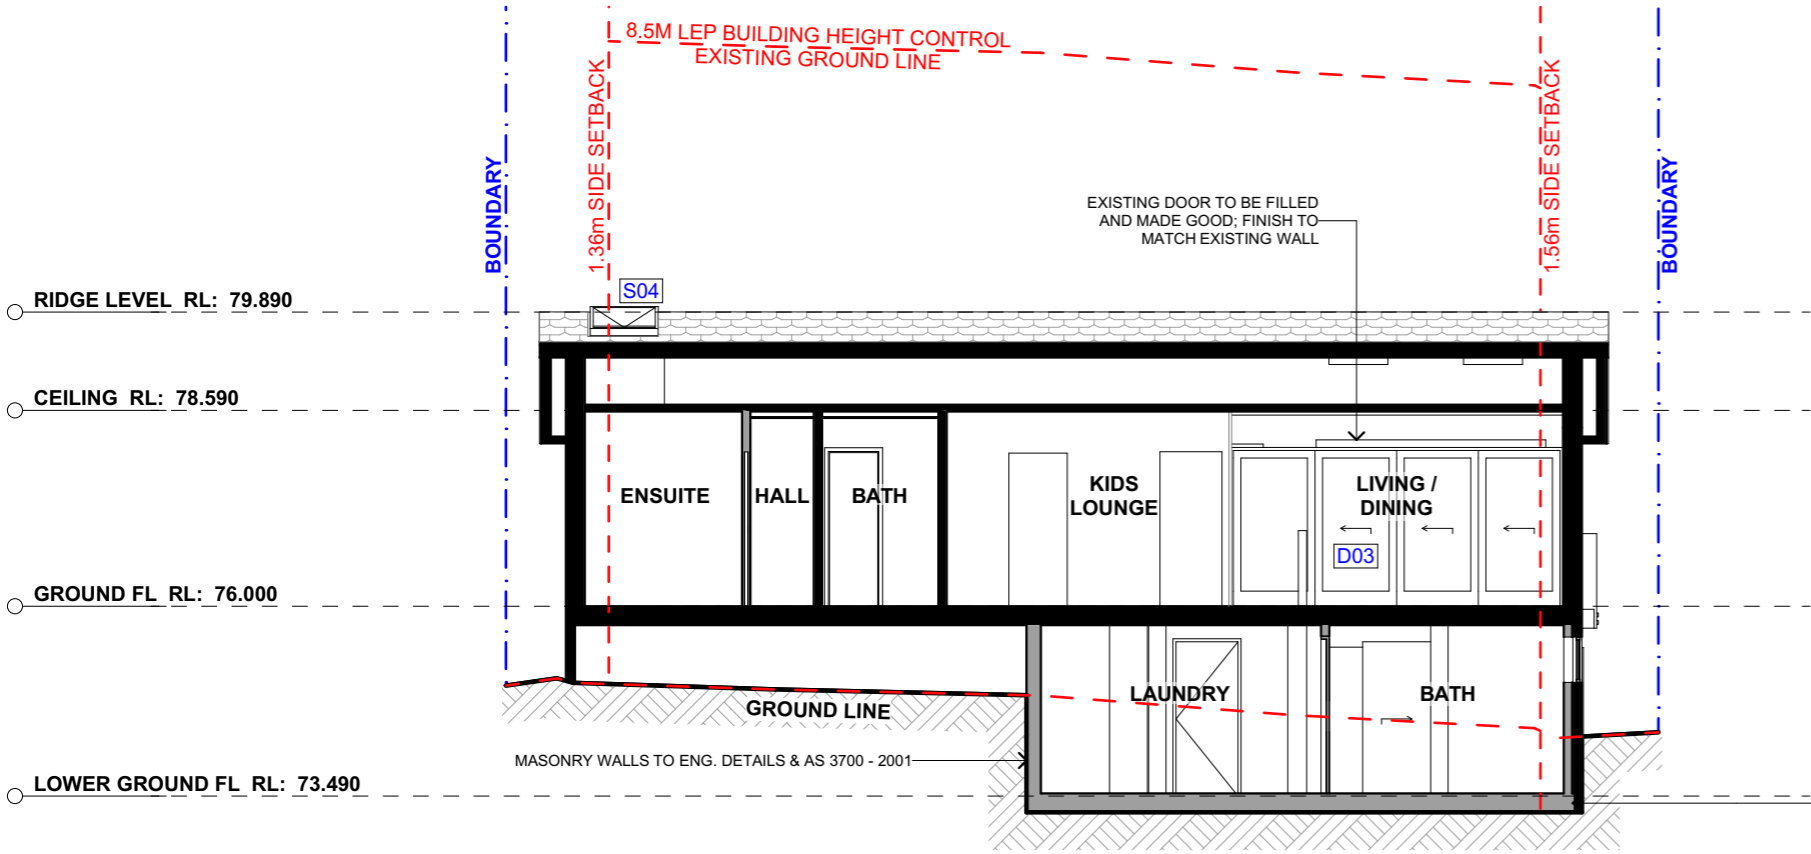 8.5M LEP BUILDING HEIGHT CONTROL
EXISTING GROUND LINE
BOUNDARY
1.36m SIDE SETBACK
1.56m SIDE SETBACK
BOUNDARY
EXISTING DOOR TO BE FILLED
AND MADE GOOD; FINISH TO
MATCH EXISTING WALL
S04
RIDGE LEVEL RL: 79.890
CEILING RL: 78.590
ENSUITE
HALL
BATH
KIDS
LOUNGE
LIVING /
DINING
D03
GROUND FL RL: 76.000
LAUNDRY
BATH
GROUND LINE
MASONRY WALLS TO ENG. DETAILS & AS 3700 - 2001
LOWER GROUND FL RL: 73.490